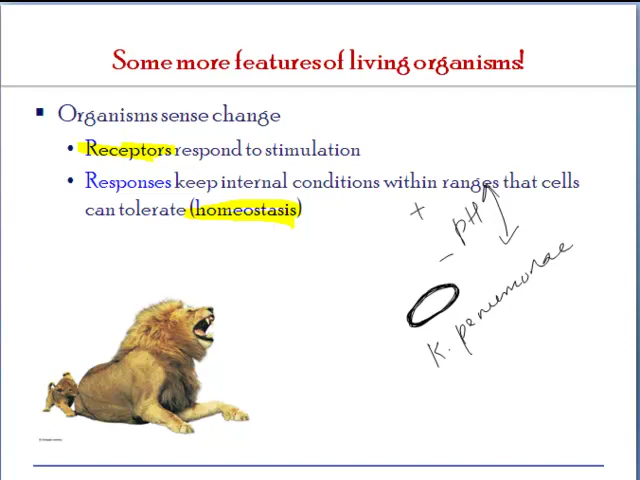 Some more features of living organisms!
▪ Organisms sense change
• Receptors respond to stimulation
• Responses keep internal conditions within ranges that cells
can tolerate (homeostasis)
+
- pH
K. penumonae